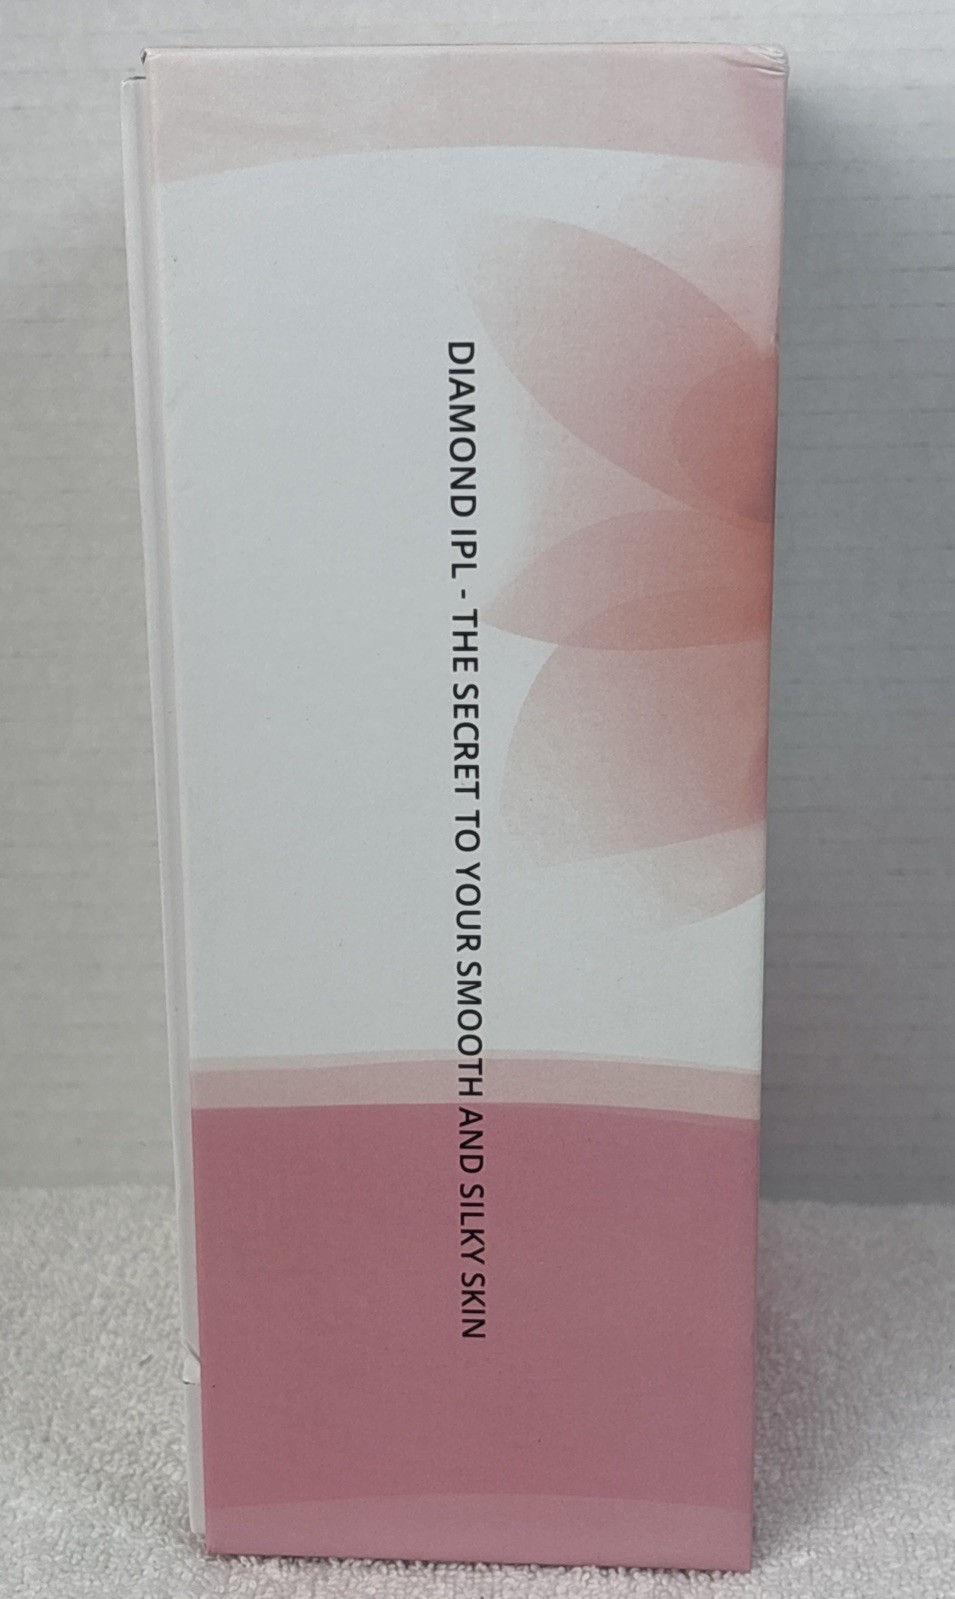 DIAMOND IPL - THE SECRET TO YOUR SMOOTH AND SILKY SKIN